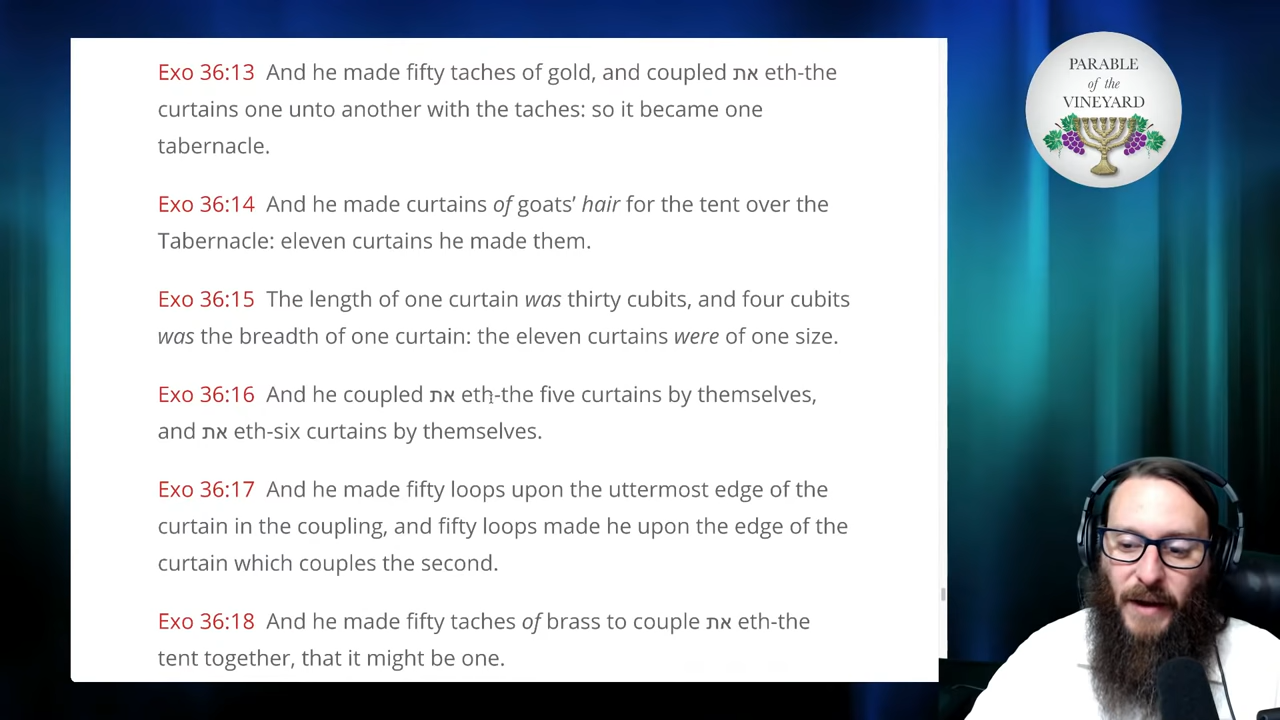 Exo 36:13 And he made fifty taches of gold, and coupled את eth-the
curtains one unto another with the taches: so it became one
tabernacle.
Exo 36:14 And he made curtains of goats’ hair for the tent over the
Tabernacle: eleven curtains he made them.
Exo 36:15 The length of one curtain was thirty cubits, and four cubits
was the breadth of one curtain: the eleven curtains were of one size.
Exo 36:16 And he coupled את eth-the five curtains by themselves,
and את eth-six curtains by themselves.
Exo 36:17 And he made fifty loops upon the uttermost edge of the
curtain in the coupling, and fifty loops made he upon the edge of the
curtain which couples the second.
Exo 36:18 And he made fifty taches of brass to couple את eth-the
tent together, that it might be one.
PARABLE
of the
VINEYARD